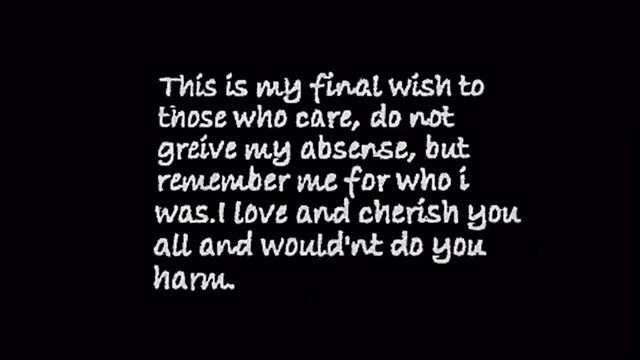 This is my final wish to
those who care, do not
greive my absense, but
remember me for who i
was.I love and cherish you
all and would'nt do you
harm.